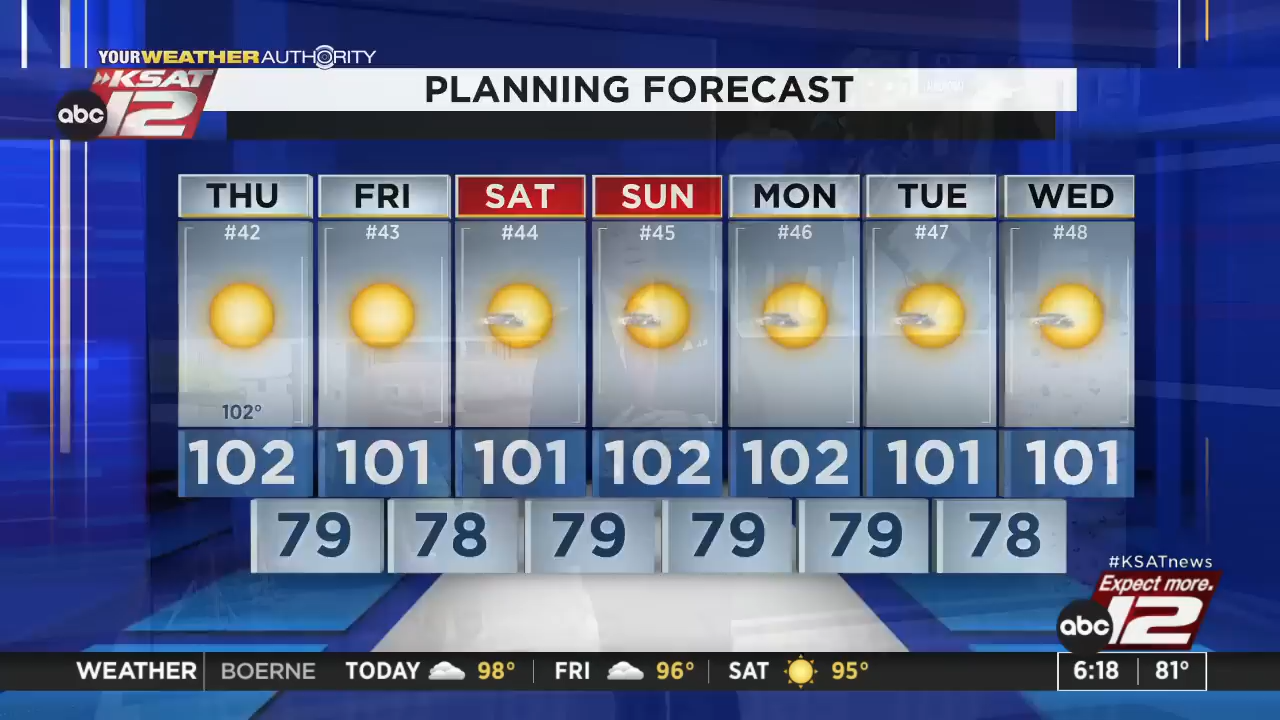 YOURWEATHERAUTHORITY
KSAT
abc 12
PLANNING FORECAST
THU FRI SAT SUN MON TUE WED
#42 #43 #44 #45 #46 #47 #48
102°
102 101 101 102 102 101 101
79 78 79 79 79 78
#KSATnews
Expect more.
abc 12
WEATHER BOERNE TODAY 98° FRI 96° SAT 95° 6:18 81°